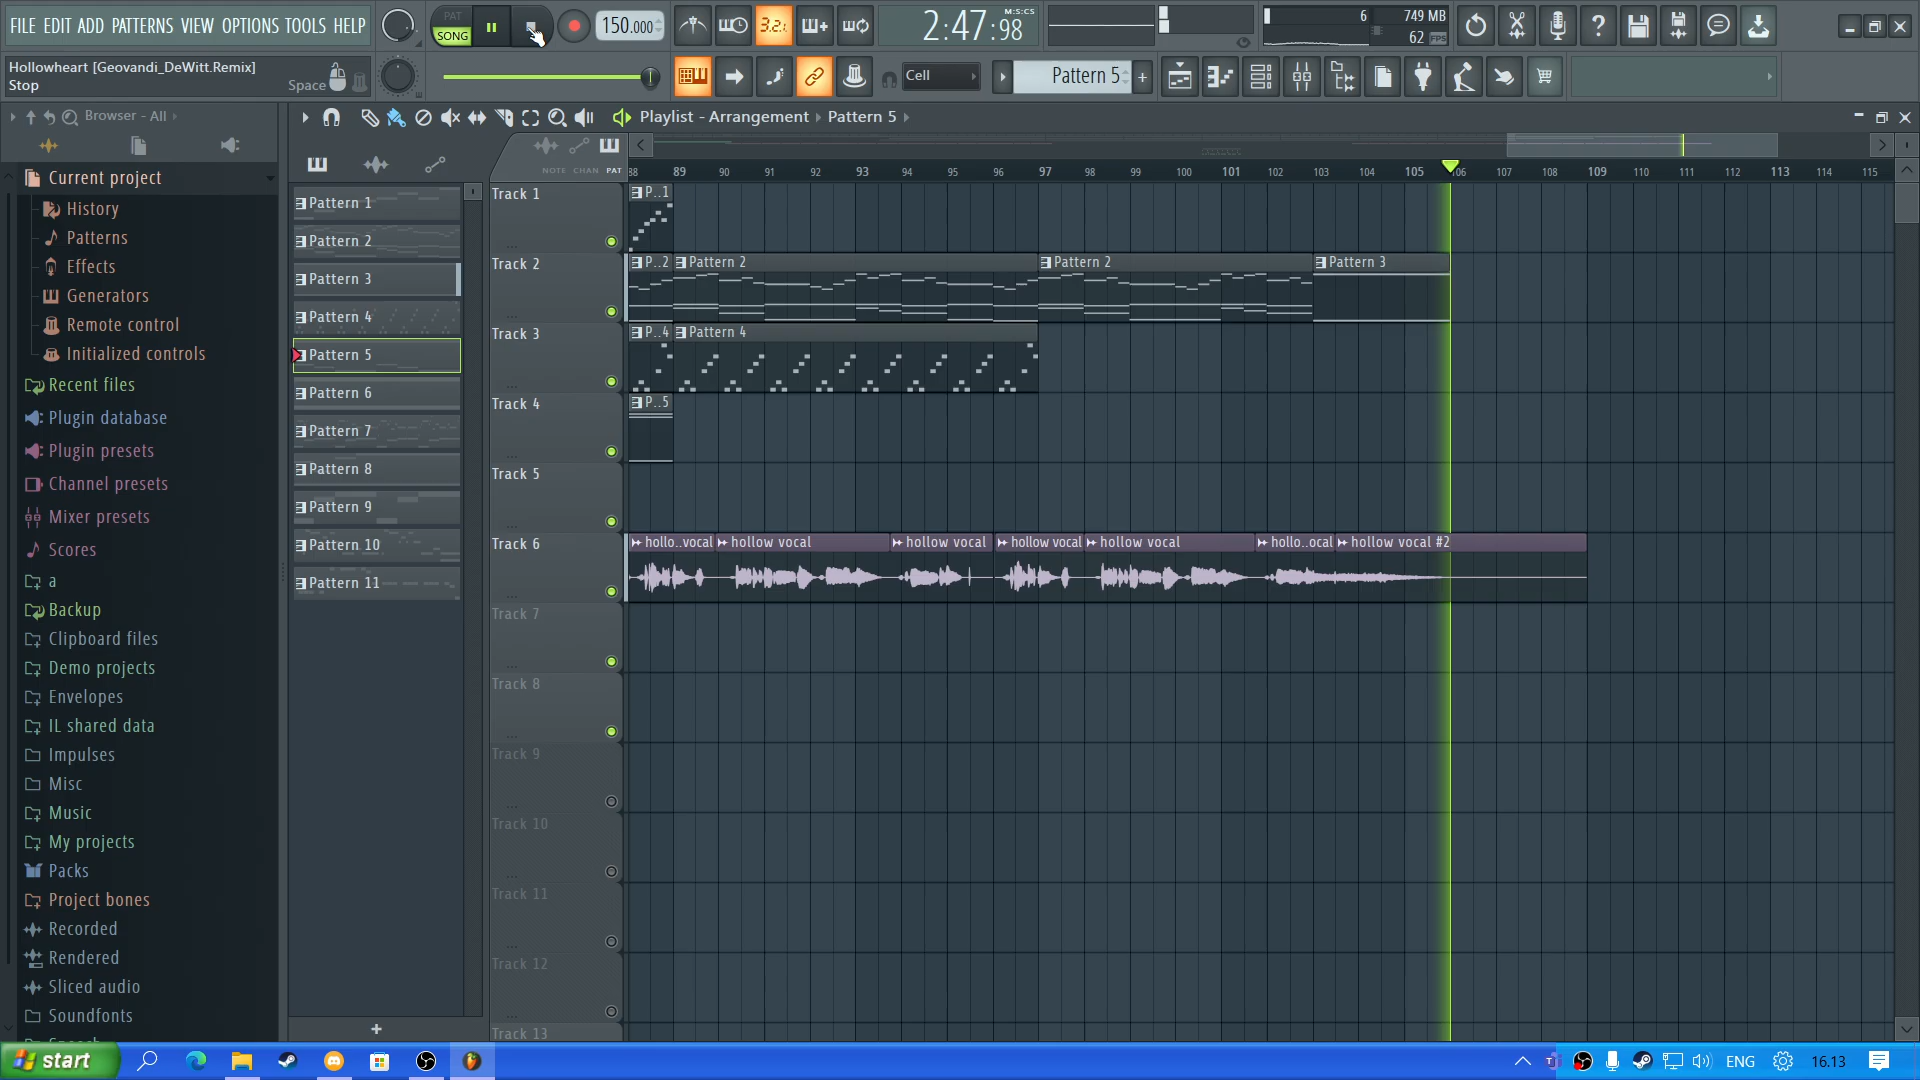 FILE EDIT ADD PATTERNS VIEW OPTIONS TOOLS HELP
PAT
SONG
150.000
3.2.
2:47:98
M:S:CS
6
749 MB
62 FPS
Hollowheart [Geovandi_DeWitt.Remix]
Stop
Space
Cell
Pattern 5
Browser - All
Playlist - Arrangement
Pattern 5
NOTE CHAN PAT
88 89 90 91 92 93 94 95 96 97 98 99 100 101 102 103 104 105 106 107 108 109 110 111 112 113 114 115
Current project
History
Patterns
Effects
Generators
Remote control
Initialized controls
Recent files
Plugin database
Plugin presets
Channel presets
Mixer presets
Scores
a
Backup
Clipboard files
Demo projects
Envelopes
IL shared data
Impulses
Misc
Music
My projects
Packs
Project bones
Recorded
Rendered
Sliced audio
Soundfonts
Pattern 1
Pattern 2
Pattern 3
Pattern 4
Pattern 5
Pattern 6
Pattern 7
Pattern 8
Pattern 9
Pattern 10
Pattern 11
+
Track 1
P..1
Track 2
P..2 Pattern 2 Pattern 2 Pattern 3
Track 3
P..4 Pattern 4
Track 4
P..5
Track 5
Track 6
hollo..vocal hollow vocal hollow vocal hollow vocal hollow vocal hollo..ocal hollow vocal #2
Track 7
Track 8
Track 9
Track 10
Track 11
Track 12
Track 13
start
ENG
16.13